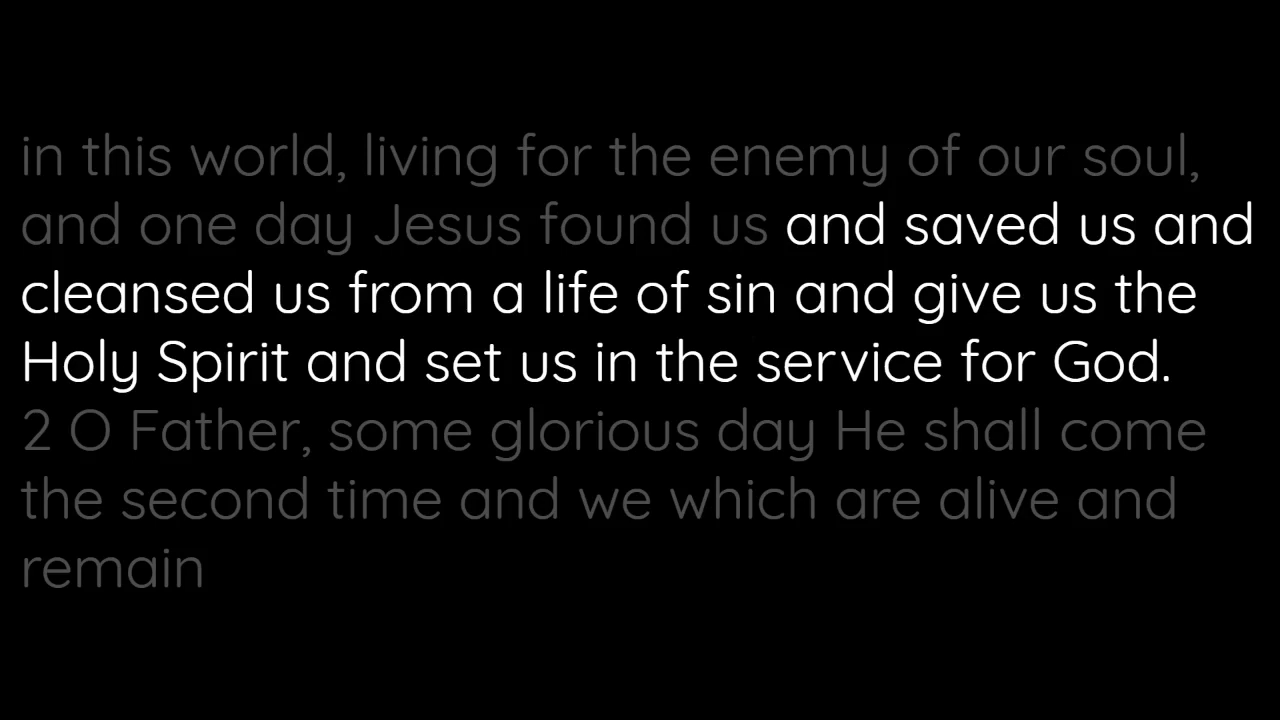 in this world, living for the enemy of our soul,
and one day Jesus found us and saved us and
cleansed us from a life of sin and give us the
Holy Spirit and set us in the service for God.
2 O Father, some glorious day He shall come
the second time and we which are alive and
remain